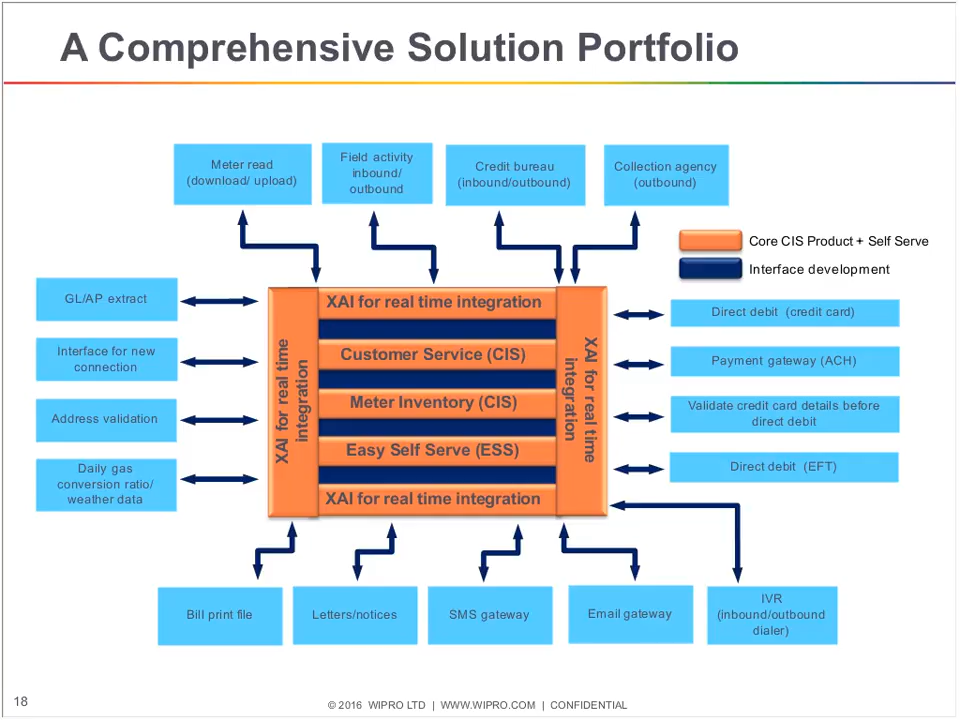 A Comprehensive Solution Portfolio
Meter read
(download/ upload)
Field activity
inbound/
outbound
Credit bureau
(inbound/outbound)
Collection agency
(outbound)
Core CIS Product + Self Serve
Interface development
GL/AP extract
Interface for new
connection
Address validation
Daily gas
conversion ratio/
weather data
XAI for real time
integration
XAI for real time integration
Customer Service (CIS)
Meter Inventory (CIS)
Easy Self Serve (ESS)
XAI for real time integration
XAI for real time
integration
Direct debit (credit card)
Payment gateway (ACH)
Validate credit card details before
direct debit
Direct debit (EFT)
Bill print file
Letters/notices
SMS gateway
Email gateway
IVR
(inbound/outbound
dialer)
18
© 2016 WIPRO LTD | WWW.WIPRO.COM | CONFIDENTIAL